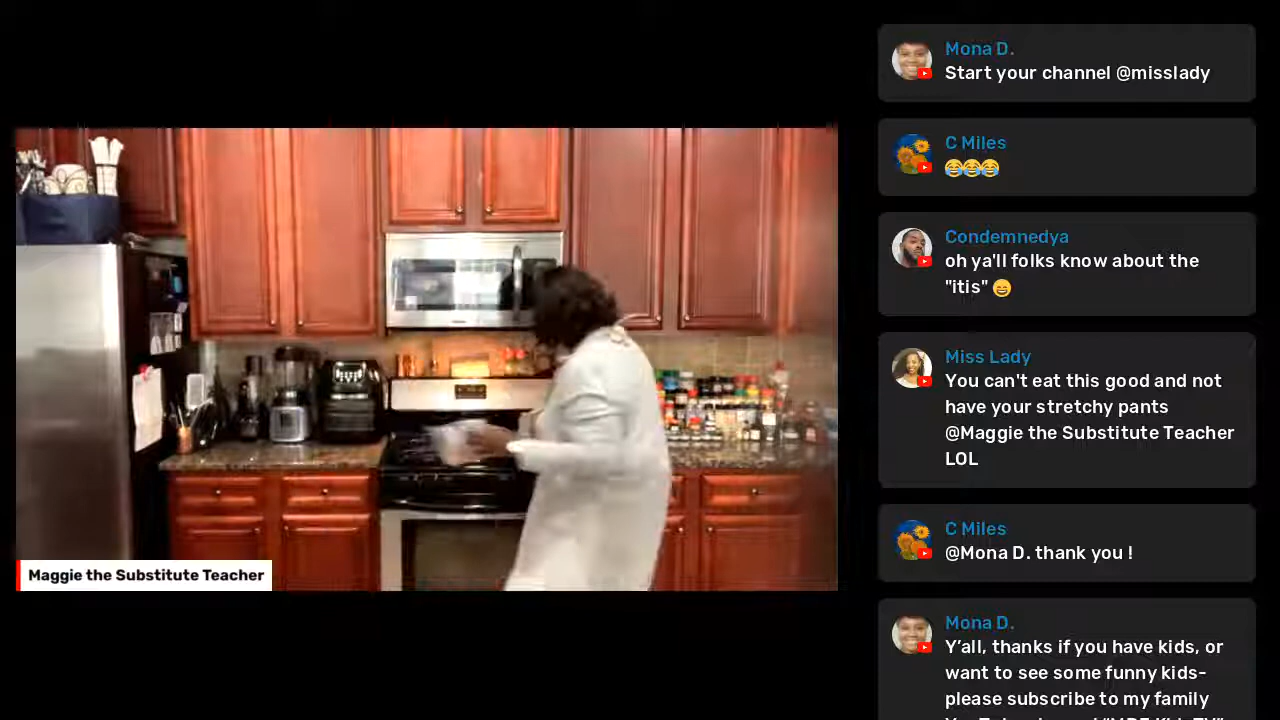 Mona D.
Start your channel @misslady
C Miles
😂😂😂
Condemnedya
oh ya'll folks know about the
"itis" 😄
Miss Lady
You can't eat this good and not
have your stretchy pants
@Maggie the Substitute Teacher
LOL
C Miles
@Mona D. thank you !
Mona D.
Y'all, thanks if you have kids, or
want to see some funny kids-
please subscribe to my family
Maggie the Substitute Teacher